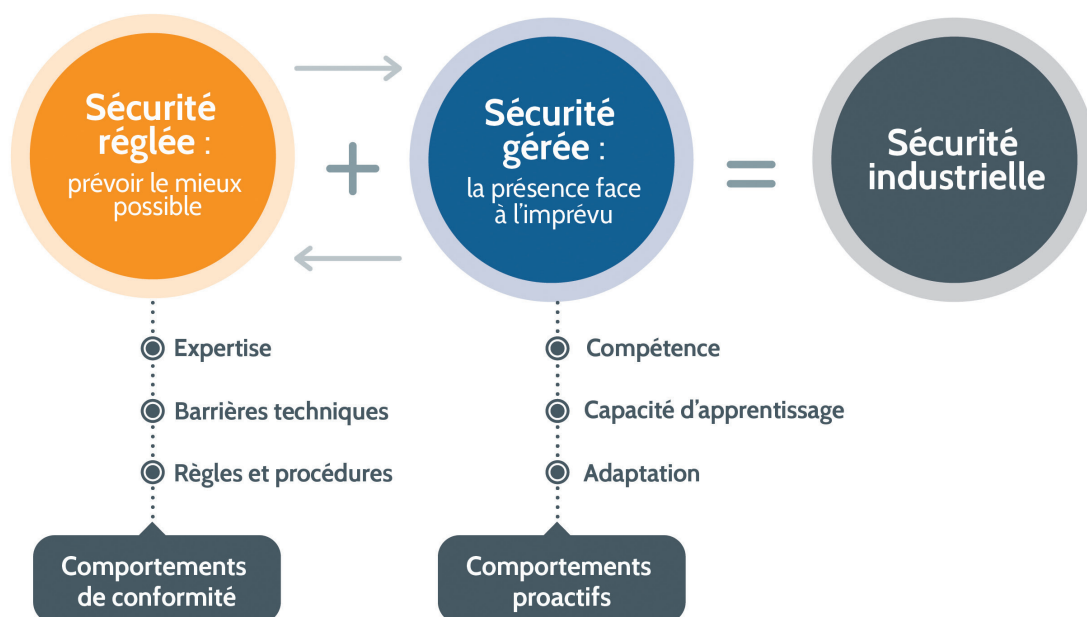 Sécurité
réglée :
prévoir le mieux
possible
+
Sécurité
gérée :
la présence face
à l'imprévu
=
Sécurité
industrielle
Expertise
Barrières techniques
Règles et procédures
Comportements
de conformité
Compétence
Capacité d'apprentissage
Adaptation
Comportements
proactifs